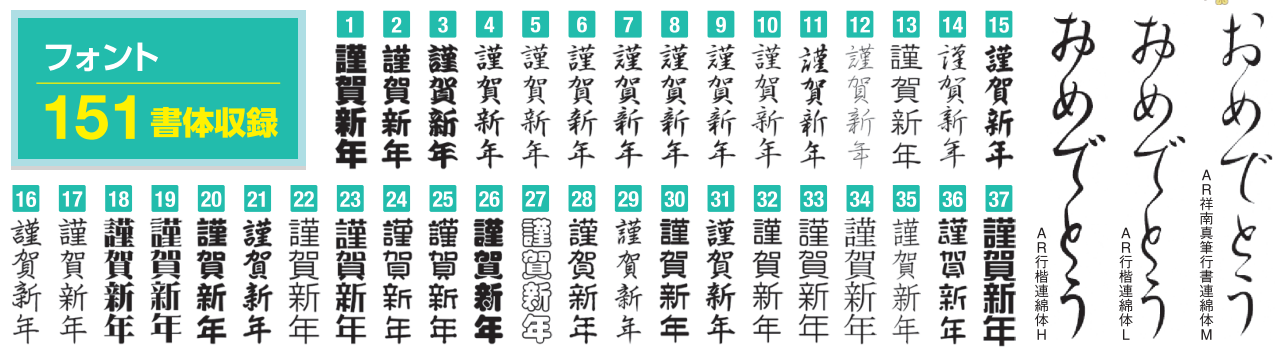 フォント
151書体収録
1 2 3 4 5 6 7 8 9 10 11 12 13 14 15
謹賀新年 謹賀新年 謹賀新年 謹賀新年 謹賀新年 謹賀新年 謹賀新年 謹賀新年 謹賀新年 謹賀新年 謹賀新年 謹賀新年 謹賀新年 謹賀新年 謹賀新年
16 17 18 19 20 21 22 23 24 25 26 27 28 29 30 31 32 33 34 35 36 37
謹賀新年 謹賀新年 謹賀新年 謹賀新年 謹賀新年 謹賀新年 謹賀新年 謹賀新年 謹賀新年 謹賀新年 謹賀新年 謹賀新年 謹賀新年 謹賀新年 謹賀新年 謹賀新年 謹賀新年 謹賀新年 謹賀新年 謹賀新年 謹賀新年 謹賀新年
おめでとう
AR行楷連綿体H
おめでとう
AR行楷連綿体L
おめでとう
AR祥南真筆行書連綿体M